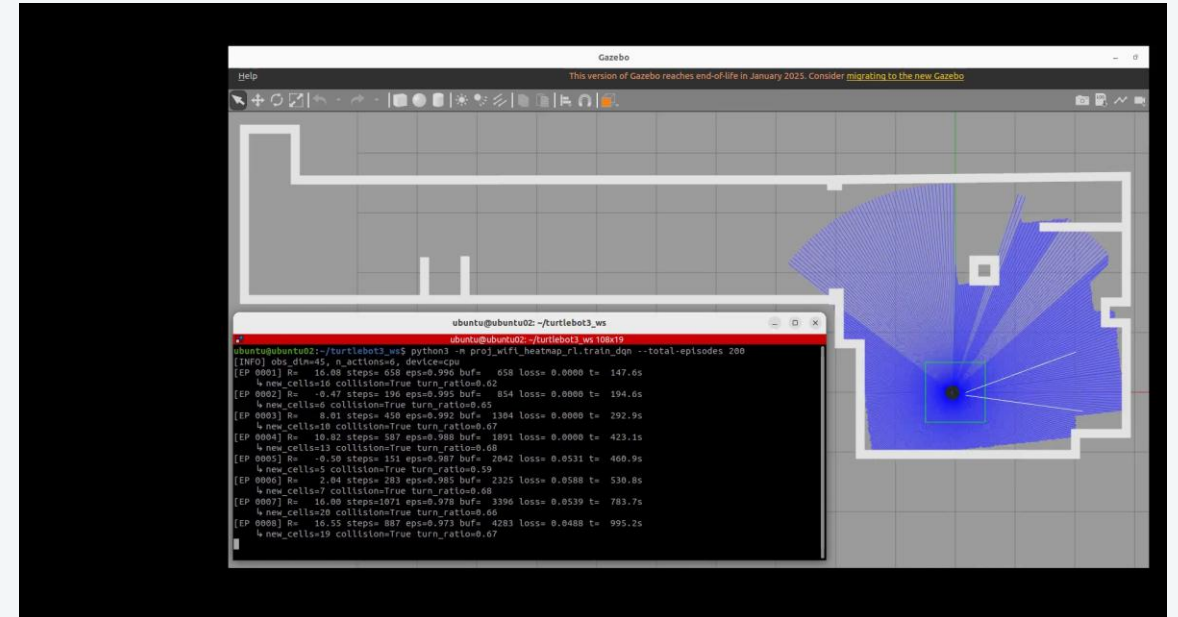 Gazebo
Help
This version of Gazebo reaches end-of-life in January 2025. Consider migrating to the new Gazebo
ubuntu@ubuntu02: ~/turtlebot3_ws
ubuntu@ubuntu02: ~/turtlebot3_ws 108x19
ubuntu@ubuntu02:~/turtlebot3_ws$ python3 -m proj_wifi_heatmap_rl.train_dqn --total-episodes 200
[INFO] obs_dim=45, n_actions=6, device=cpu
[EP 0001] R= 16.08 steps= 658 eps=0.996 buf= 658 loss= 0.0000 t= 147.6s
↳ new_cells=16 collision=True turn_ratio=0.62
[EP 0002] R= -0.47 steps= 196 eps=0.995 buf= 854 loss= 0.0000 t= 194.6s
↳ new_cells=6 collision=True turn_ratio=0.65
[EP 0003] R= 8.01 steps= 450 eps=0.992 buf= 1304 loss= 0.0000 t= 292.9s
↳ new_cells=10 collision=True turn_ratio=0.67
[EP 0004] R= 10.82 steps= 587 eps=0.988 buf= 1891 loss= 0.0000 t= 423.1s
↳ new_cells=13 collision=True turn_ratio=0.68
[EP 0005] R= -0.50 steps= 151 eps=0.987 buf= 2042 loss= 0.0531 t= 460.9s
↳ new_cells=5 collision=True turn_ratio=0.59
[EP 0006] R= 2.04 steps= 283 eps=0.985 buf= 2325 loss= 0.0588 t= 530.8s
↳ new_cells=7 collision=True turn_ratio=0.68
[EP 0007] R= 16.00 steps=1071 eps=0.978 buf= 3396 loss= 0.0539 t= 783.7s
↳ new_cells=20 collision=True turn_ratio=0.66
[EP 0008] R= 16.55 steps= 887 eps=0.973 buf= 4283 loss= 0.0488 t= 995.2s
↳ new_cells=19 collision=True turn_ratio=0.67